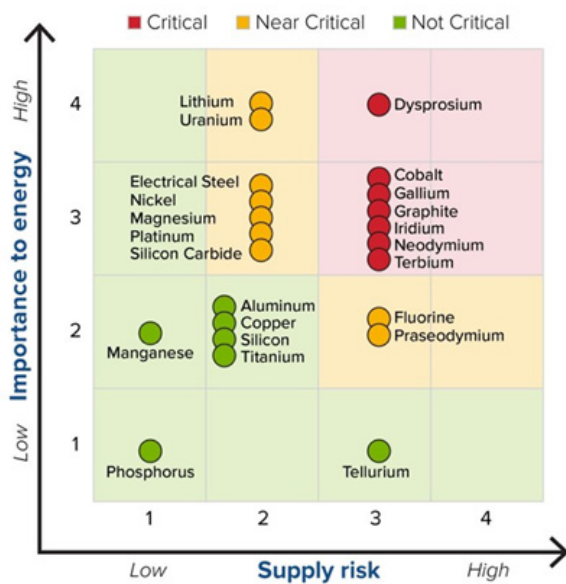 Critical Near Critical Not Critical
High
Importance to energy
Low
4
3
2
1
Lithium
Uranium
Dysprosium
Electrical Steel
Nickel
Magnesium
Platinum
Silicon Carbide
Cobalt
Gallium
Graphite
Iridium
Neodymium
Terbium
Manganese
Aluminum
Copper
Silicon
Titanium
Fluorine
Praseodymium
Phosphorus
Tellurium
1 2 3 4
Low Supply risk High